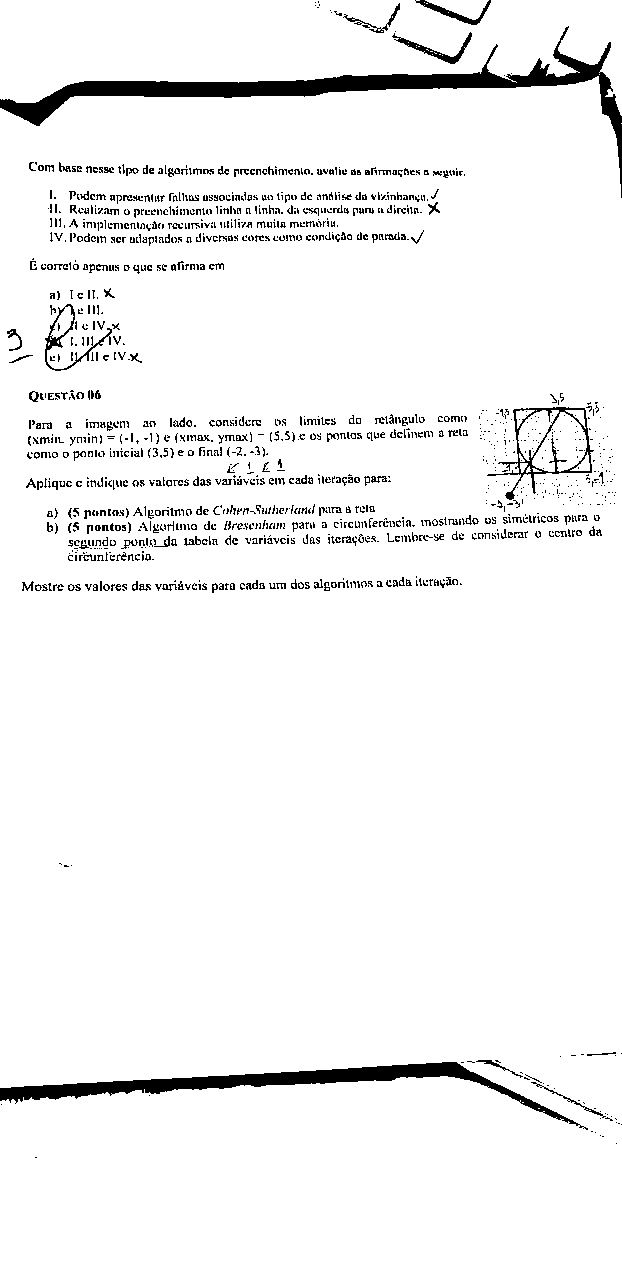 Com base nesse tipo de algoritmos de preenchimento, avalie as afirmações a seguir.
I. Podem apresentar falhas associadas ao tipo de análise da vizinhança. ✓
II. Realizam o preenchimento linha a linha, da esquerda para a direita. X
III. A implementação recursiva utiliza muita memória.
IV. Podem ser adaptados a diversas cores como condição de parada. ✓
É correto apenas o que se afirma em
a) I e II. X
b) e III.
II e IV. X
3
I, III e IV.
e) II, III e IV. X
QUESTÃO 06
Para a imagem ao lado, considere os limites do retângulo como
(xmin, ymin) = (-1, -1) e (xmax, ymax) = (5,5) e os pontos que definem a reta
como o ponto inicial (3,5) e o final (-2, -3).
3,5
5,5
-2,-3
Aplique e indique os valores das variáveis em cada iteração para:
a) (5 pontos) Algoritmo de Cohen-Sutherland para a reta
b) (5 pontos) Algoritmo de Bresenham para a circunferência, mostrando os simétricos para o
segundo ponto da tabela de variáveis das iterações. Lembre-se de considerar o centro da
circunferência.
Mostre os valores das variáveis para cada um dos algoritmos a cada iteração.